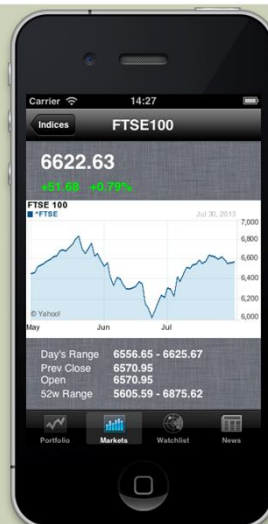 Carrier 14:27
Indices FTSE100
6622.63
+51.68 +0.79%
FTSE 100
^FTSE Jul 30, 2013
7,000
6,800
6,600
6,400
6,200
6,000
© Yahoo!
May Jun Jul
Day's Range 6556.65 - 6625.67
Prev Close 6570.95
Open 6570.95
52w Range 5605.59 - 6875.62
Portfolio Markets Watchlist News